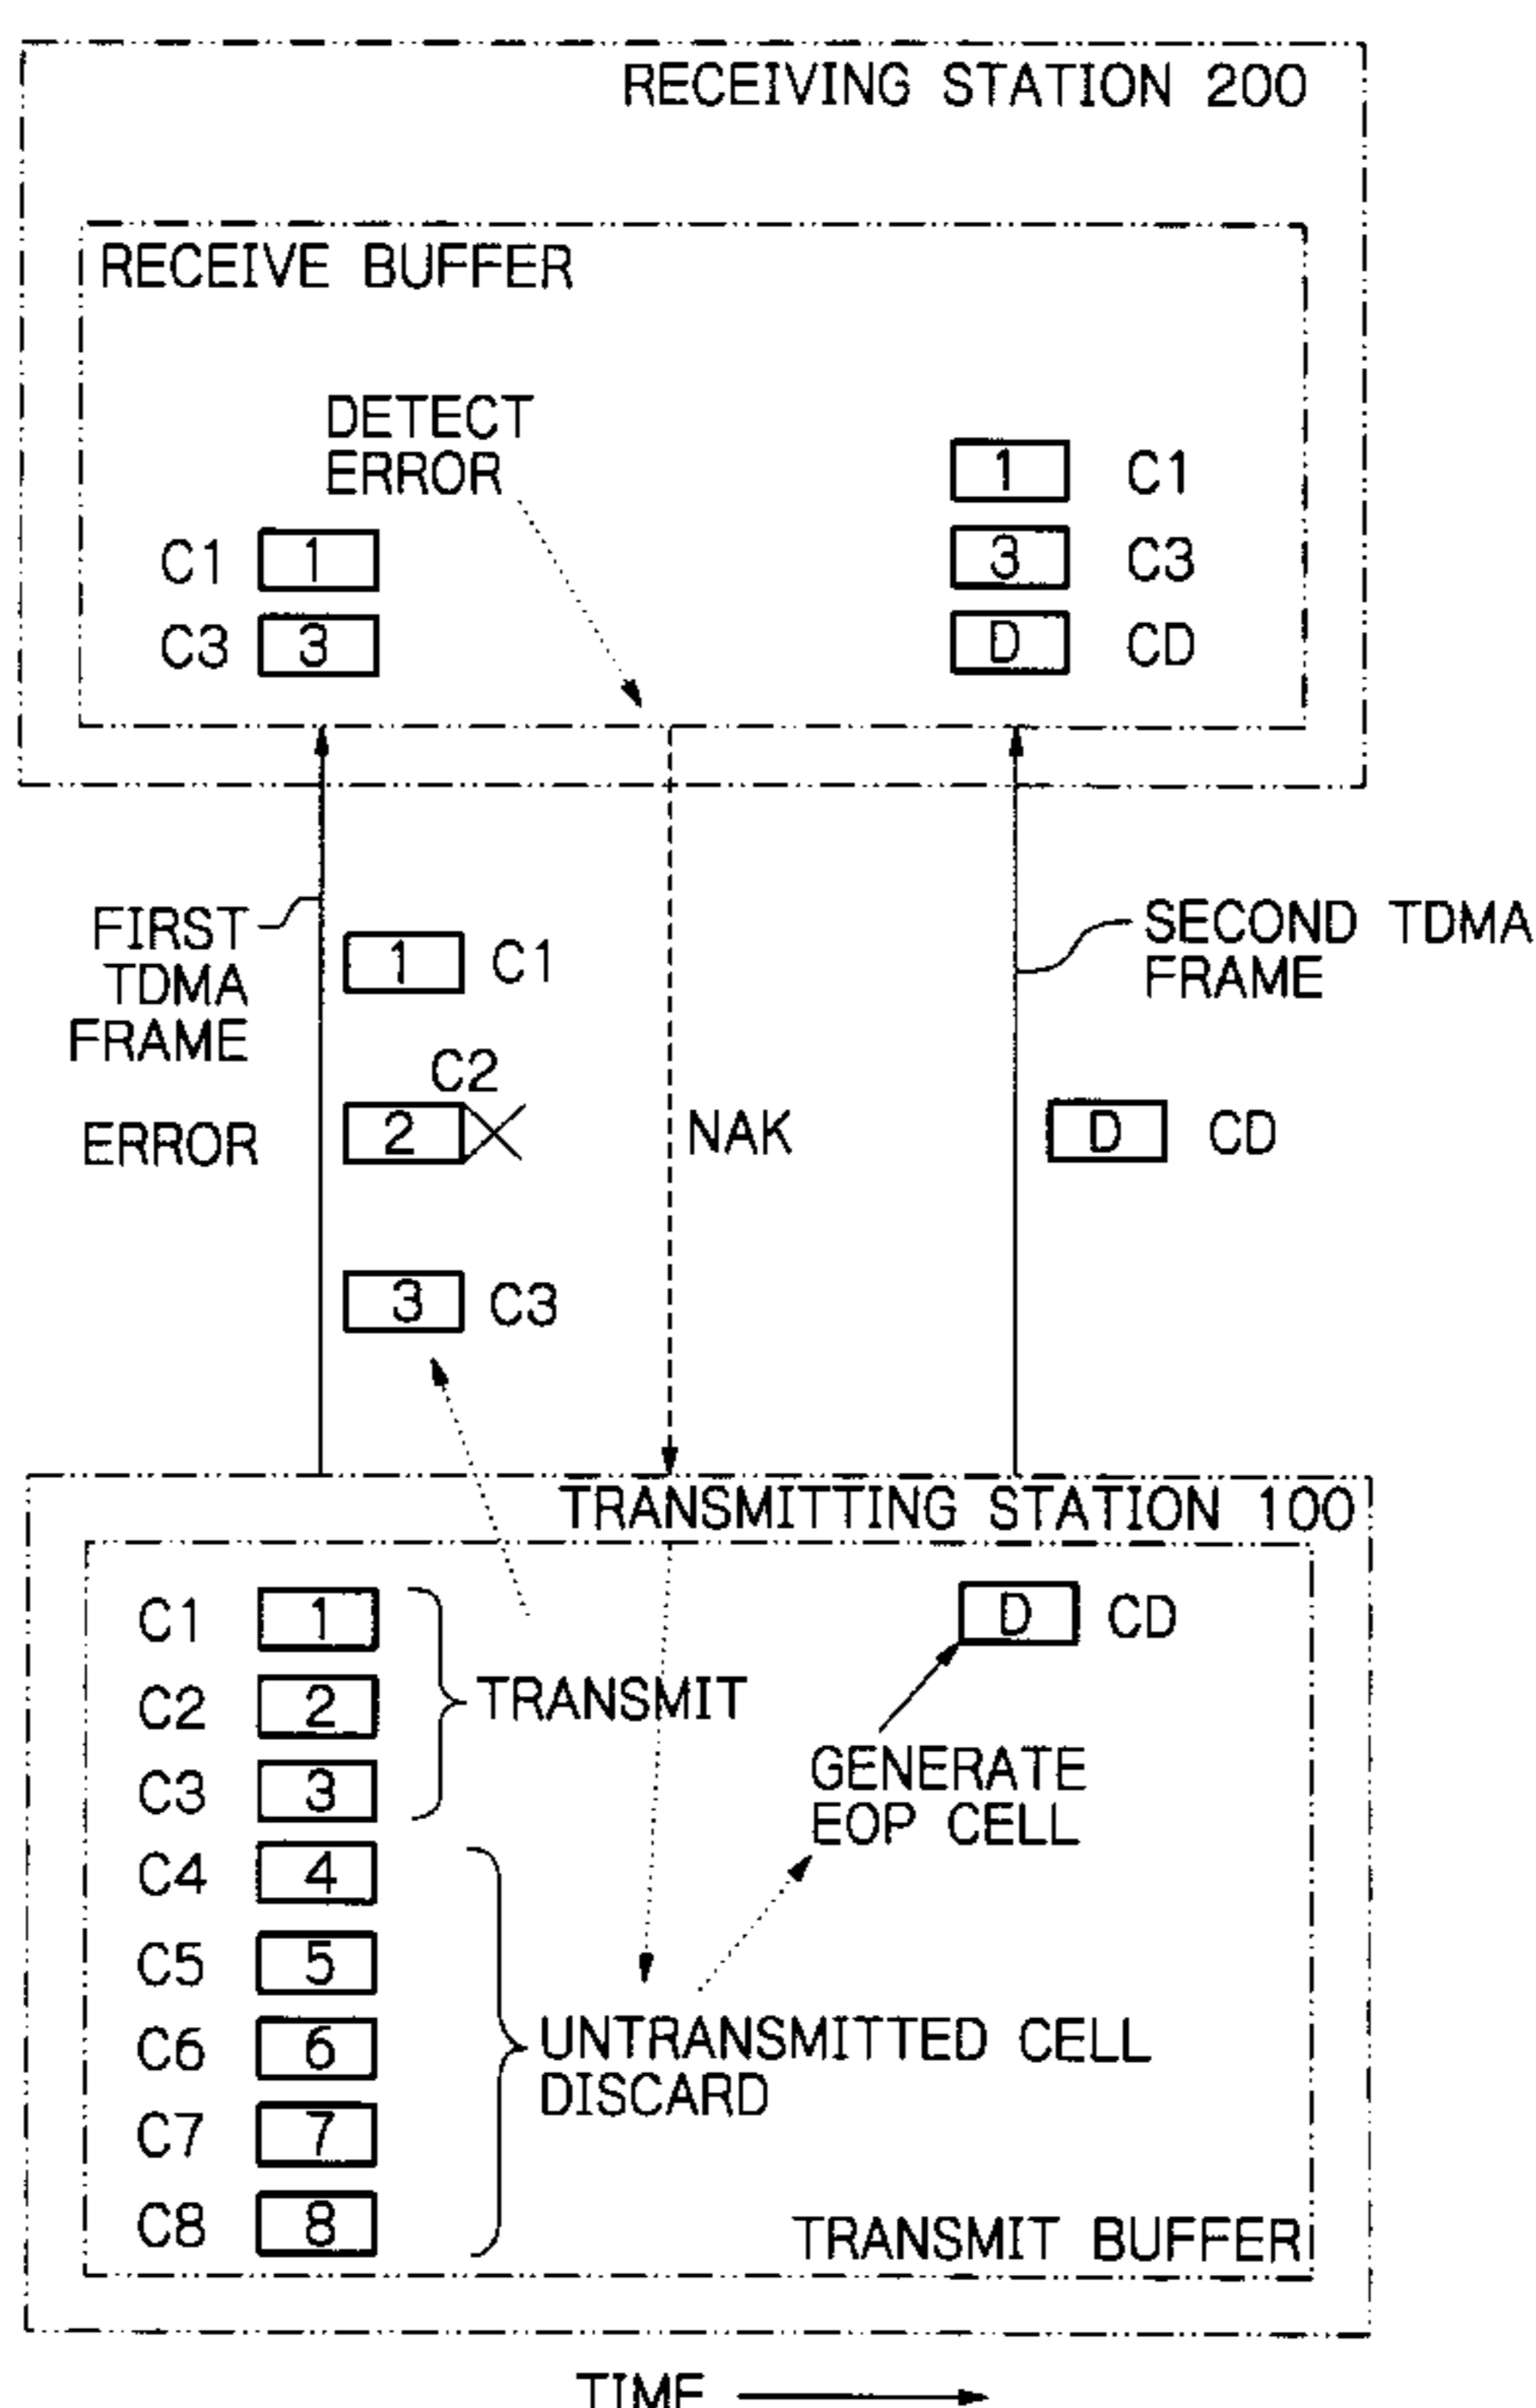 RECEIVING STATION 200
RECEIVE BUFFER
DETECT
ERROR
C1 1
C3 3
1 C1
3 C3
D CD
FIRST
TDMA
FRAME
1 C1
C2
ERROR 2
3 C3
NAK
SECOND TDMA
FRAME
D CD
TRANSMITTING STATION 100
C1 1
C2 2
C3 3
C4 4
C5 5
C6 6
C7 7
C8 8
TRANSMIT
D CD
GENERATE
EOP CELL
UNTRANSMITTED CELL
DISCARD
TRANSMIT BUFFER
TIME